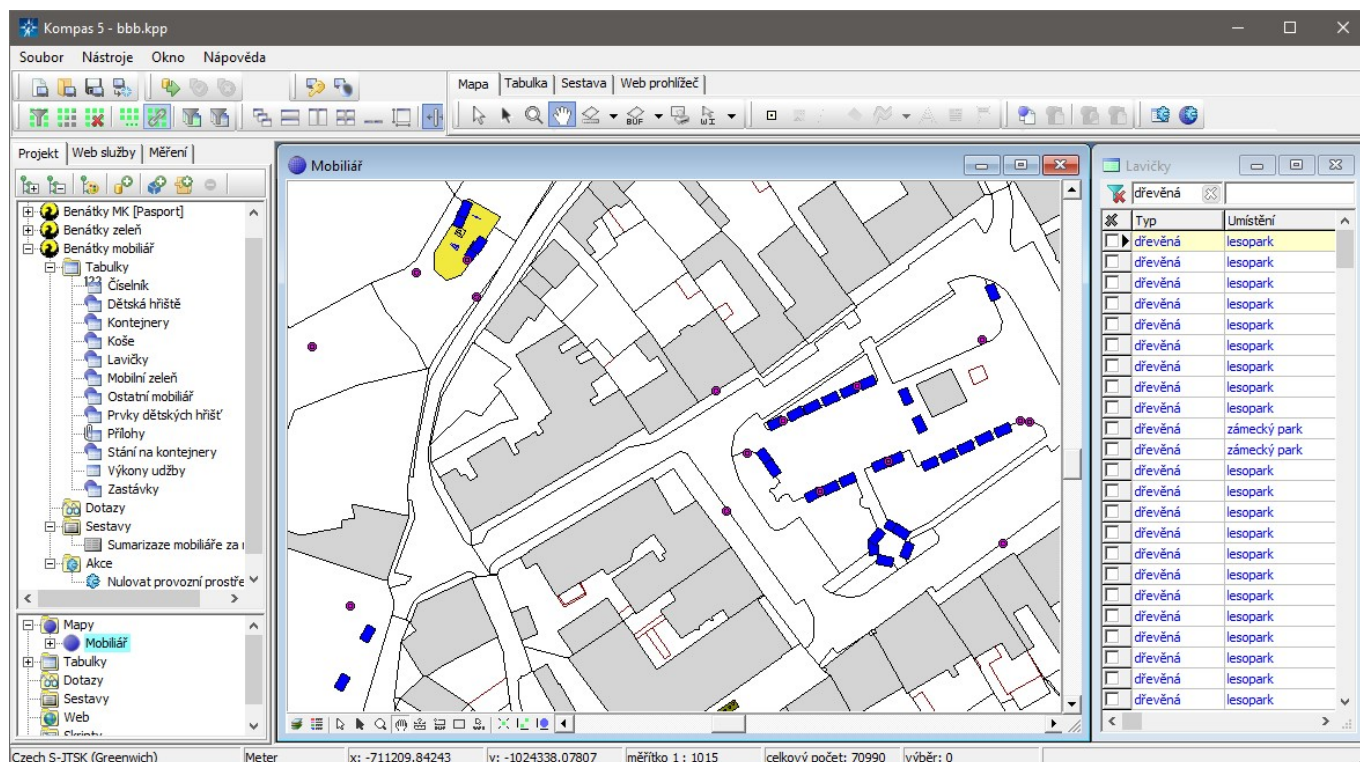 Kompas 5 - bbb.kpp
Soubor Nástroje Okno Nápověda
Mapa Tabulka Sestava Web prohlížeč
BUF WI
Projekt Web služby Měření
Benátky MK [Pasport]
Benátky zeleň
Benátky mobiliář
Tabulky
123 Číselník
Dětská hřiště
Kontejnery
Koše
Lavičky
Mobilní zeleň
Ostatní mobiliář
Prvky dětských hřišť
Přílohy
Stání na kontejnery
Výkony udžby
Zastávky
Dotazy
Sestavy
Sumarizaze mobiliáře za
Akce
Nulovat provozní prostře
Mapy
Mobiliář
Tabulky
Dotazy
Sestavy
Web
Skripty
Mobiliář
Lavičky
dřevěná
Typ Umístění
dřevěná lesopark
dřevěná lesopark
dřevěná lesopark
dřevěná lesopark
dřevěná lesopark
dřevěná lesopark
dřevěná lesopark
dřevěná lesopark
dřevěná lesopark
dřevěná zámecký park
dřevěná zámecký park
dřevěná lesopark
dřevěná lesopark
dřevěná lesopark
dřevěná lesopark
dřevěná lesopark
dřevěná lesopark
dřevěná lesopark
dřevěná lesopark
dřevěná lesopark
dřevěná lesopark
dřevěná lesopark
dřevěná lesopark
Czech S-JTSK (Greenwich) Meter x: -711209.84243 y: -1024338.07807 měřítko 1 : 1015 celkový počet: 70990 výběr: 0